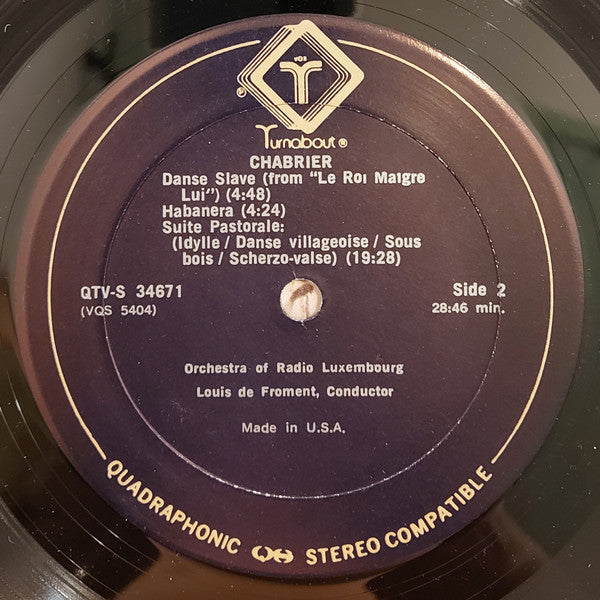 VOX
Ⓟ
Turnabout ®
CHABRIER
Danse Slave (from "Le Roi Malgre
Lui") (4:48)
Habanera (4:24)
Suite Pastorale:
(Idylle / Danse villageoise / Sous
bois / Scherzo-valse) (19:28)
QTV-S 34671
Side 2
(VQS 5404)
28:46 min.
Orchestra of Radio Luxembourg
Louis de Froment, Conductor
Made in U.S.A.
QUADRAPHONIC QS STEREO COMPATIBLE